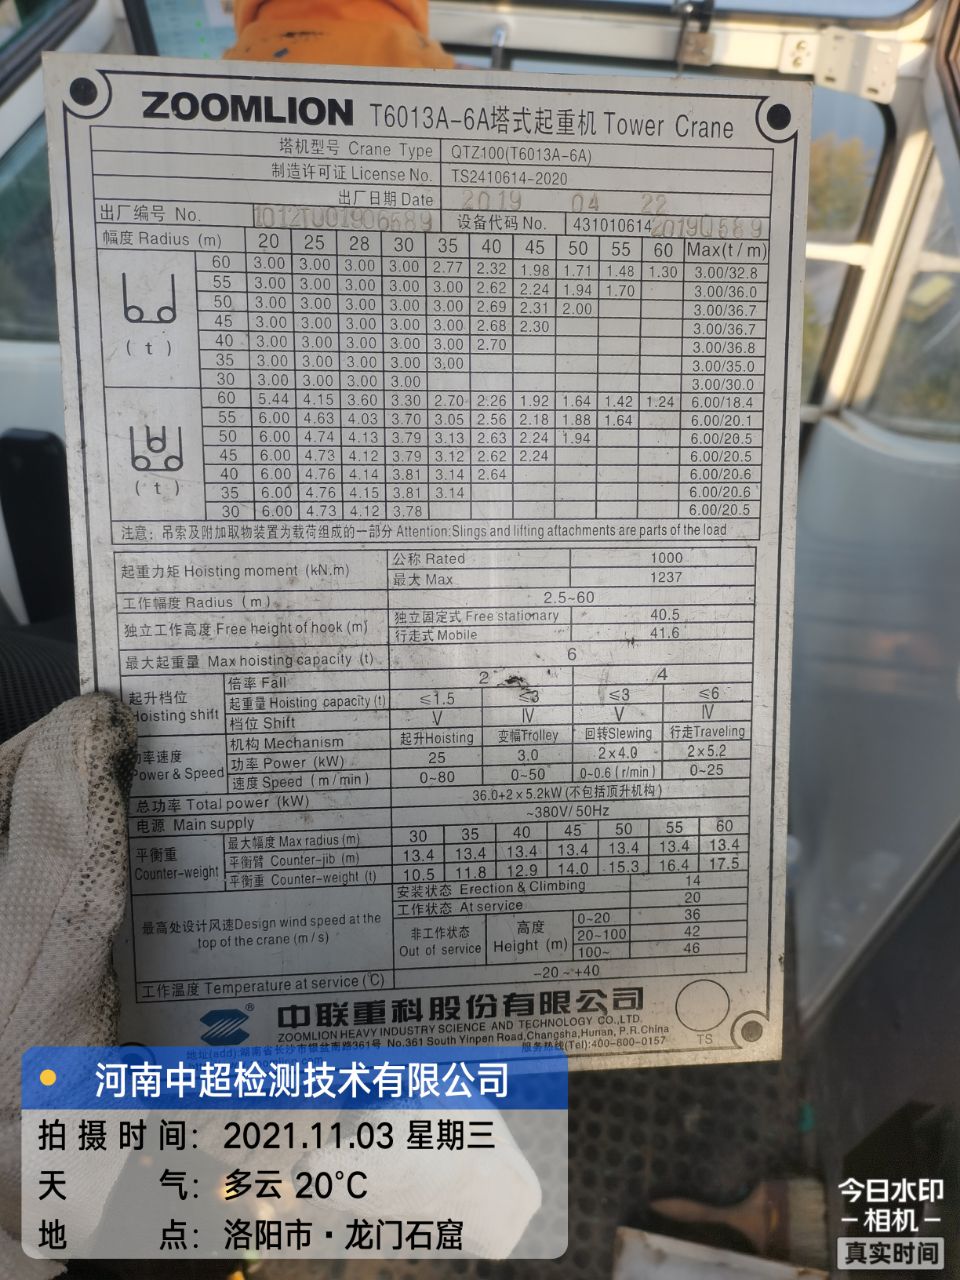 ZOOMLION T6013A-6A塔式起重机 Tower Crane
塔机型号 Crane Type QTZ100(T6013A-6A)
制造许可证 License No. TS2410614-2020
出厂日期 Date 2019 04 22
出厂编号 No. 1012TU01906689 设备代码 No. 4310106142019Q689
幅度 Radius (m) 20 25 28 30 35 40 45 50 55 60 Max(t/m)
60 3.00 3.00 3.00 3.00 2.77 2.32 1.98 1.71 1.48 1.30 3.00/32.8
55 3.00 3.00 3.00 3.00 3.00 2.62 2.24 1.94 1.70 3.00/36.0
50 3.00 3.00 3.00 3.00 3.00 2.69 2.31 2.00 3.00/36.7
45 3.00 3.00 3.00 3.00 3.00 2.68 2.30 3.00/36.7
(t)
40 3.00 3.00 3.00 3.00 3.00 2.70 3.00/36.8
35 3.00 3.00 3.00 3.00 3.00 3.00/35.0
30 3.00 3.00 3.00 3.00 3.00/30.0
60 5.44 4.15 3.60 3.30 2.70 2.26 1.92 1.64 1.42 1.24 6.00/18.4
55 6.00 4.63 4.03 3.70 3.05 2.56 2.18 1.88 1.64 6.00/20.1
50 6.00 4.74 4.13 3.79 3.13 2.63 2.24 1.94 6.00/20.5
45 6.00 4.73 4.12 3.79 3.12 2.62 2.24 6.00/20.5
40 6.00 4.76 4.14 3.81 3.14 2.64 6.00/20.6
(t)
35 6.00 4.76 4.15 3.81 3.14 6.00/20.6
30 6.00 4.73 4.12 3.78 6.00/20.5
注意：吊索及附加取物装置为载荷组成的一部分 Attention:Slings and lifting aftachments are parts of the load
起重力矩 Hoisting moment (kN.m) 公称 Rated 1000
最大 Max 1237
工作幅度 Radius (m) 2.5~60
独立工作高度 Free height of hook (m) 独立固定式 Free stationary 40.5
行走式 Mobile 41.6
最大起重量 Max hoisting capacity (t) 6
起升档位 Hoisting shift 倍率 Fall 2 4
起重量 Hoisting capacity(t) ≤1.5 ≤3 ≤3 ≤6
档位 Shift V IV V IV
功率速度 Power & Speed 机构 Mechanism 起升Hoisting 变幅Trolley 回转Slewing 行走Traveling
功率 Power (kW) 25 3.0 2×4.0 2×5.2
速度 Speed (m/min) 0~80 0~50 0~0.6 (r/min) 0~25
总功率 Total power (kW) 36.0+2×5.2kW(不包括顶升机构)
电源 Main supply ~380V/50Hz
平衡重 Counter-weight 最大幅度 Max radius (m) 30 35 40 45 50 55 60
平衡臂 Counter-jib (m) 13.4 13.4 13.4 13.4 13.4 13.4 13.4
平衡重 Counter-weight (t) 10.5 11.8 12.9 14.0 15.3 16.4 17.5
最高处设计风速Design wind speed at the top of the crane (m/s) 安装状态 Erection & Climbing 14
工作状态 At service 20
非工作状态 Out of service 高度 Height (m) 0~20 36
20~100 42
100~ 46
工作温度 Temperature at service (℃) -20~+40
® 中联重科股份有限公司
ZOOMLION HEAVY INDUSTRY SCIENCE AND TECHNOLOGY CO.,LTD.
地址(add):湖南省长沙市银盆南路361号 No.361 South Yinpen Road,Changsha,Hunan, P.R.China
服务热线(Tel):400-800-0157 TS
河南中超检测技术有限公司
拍摄时间：2021.11.03 星期三
天气：多云 20℃
地点：洛阳市·龙门石窟
今日水印
-相机-
真实时间